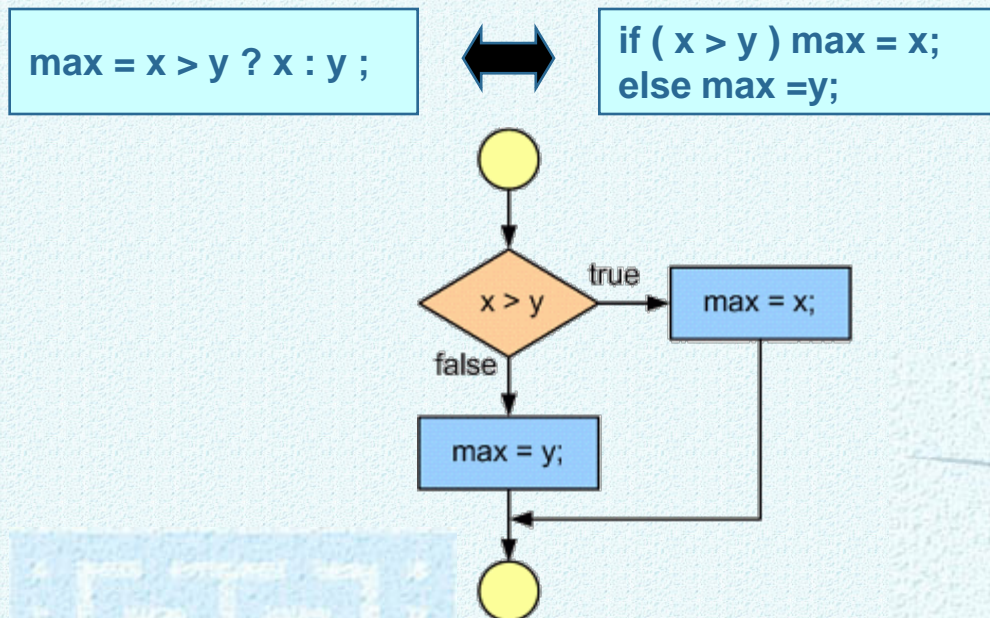 max = x > y ? x : y ;
if ( x > y ) max = x;
else max =y;
x > y
true
max = x;
false
max = y;